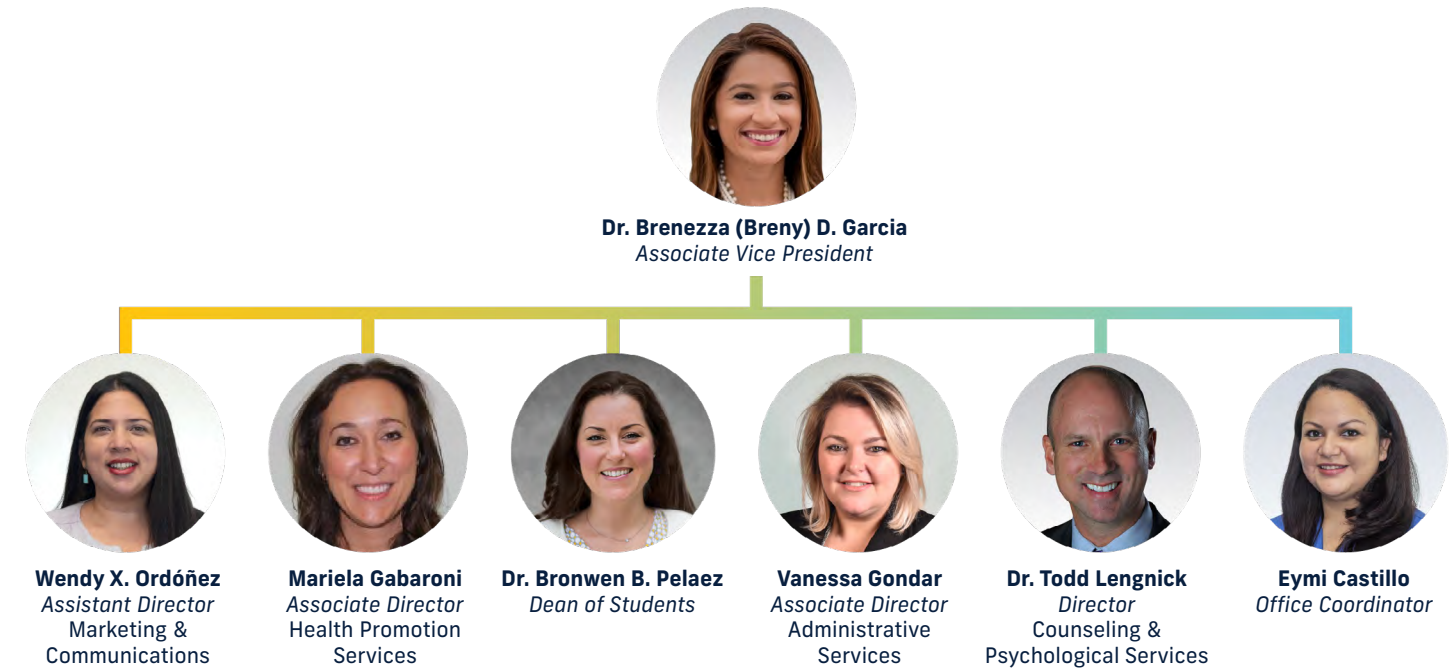 Dr. Brenezza (Breny) D. Garcia
Associate Vice President
Wendy X. Ordóñez
Assistant Director
Marketing &
Communications
Mariela Gabaroni
Associate Director
Health Promotion
Services
Dr. Bronwen B. Pelaez
Dean of Students
Vanessa Gondar
Associate Director
Administrative
Services
Dr. Todd Lengnick
Director
Counseling &
Psychological Services
Eymi Castillo
Office Coordinator